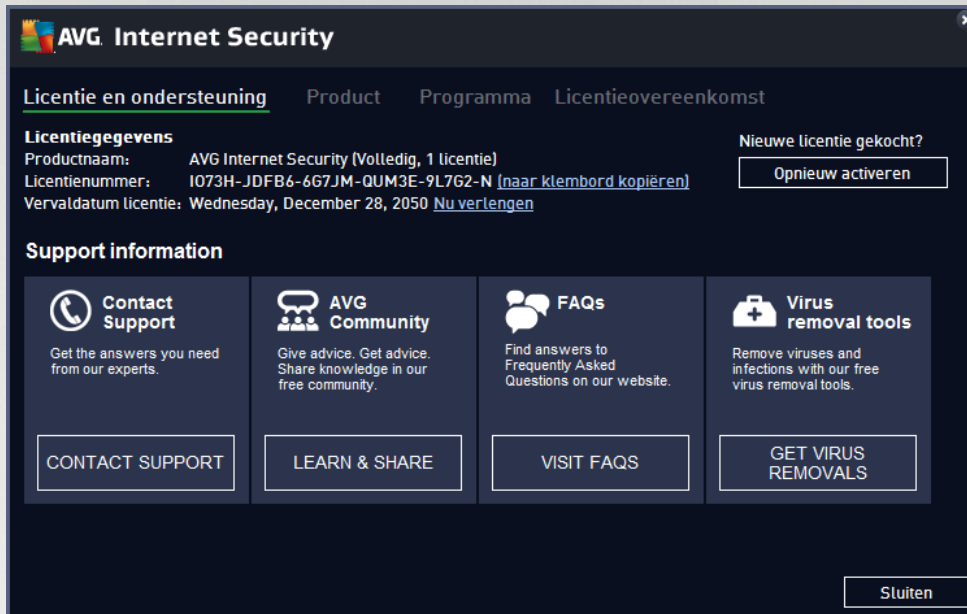 AVG Internet Security
Licentie en ondersteuning Product Programma Licentieovereenkomst
Licentiegegevens
Productnaam: AVG Internet Security (Volledig, 1 licentie)
Licentienummer: IO73H-JDFB6-6G7JM-QUM3E-9L7G2-N (naar klembord kopiëren)
Vervaldatum licentie: Wednesday, December 28, 2050 Nu verlengen
Nieuwe licentie gekocht?
Opnieuw activeren
Support information
Contact
Support
Get the answers you need
from our experts.
CONTACT SUPPORT
AVG
Community
Give advice. Get advice.
Share knowledge in our
free community.
LEARN & SHARE
FAQs
Find answers to
Frequently Asked
Questions on our website.
VISIT FAQS
Virus
removal tools
Remove viruses and
infections with our free
virus removal tools.
GET VIRUS
REMOVALS
Sluiten